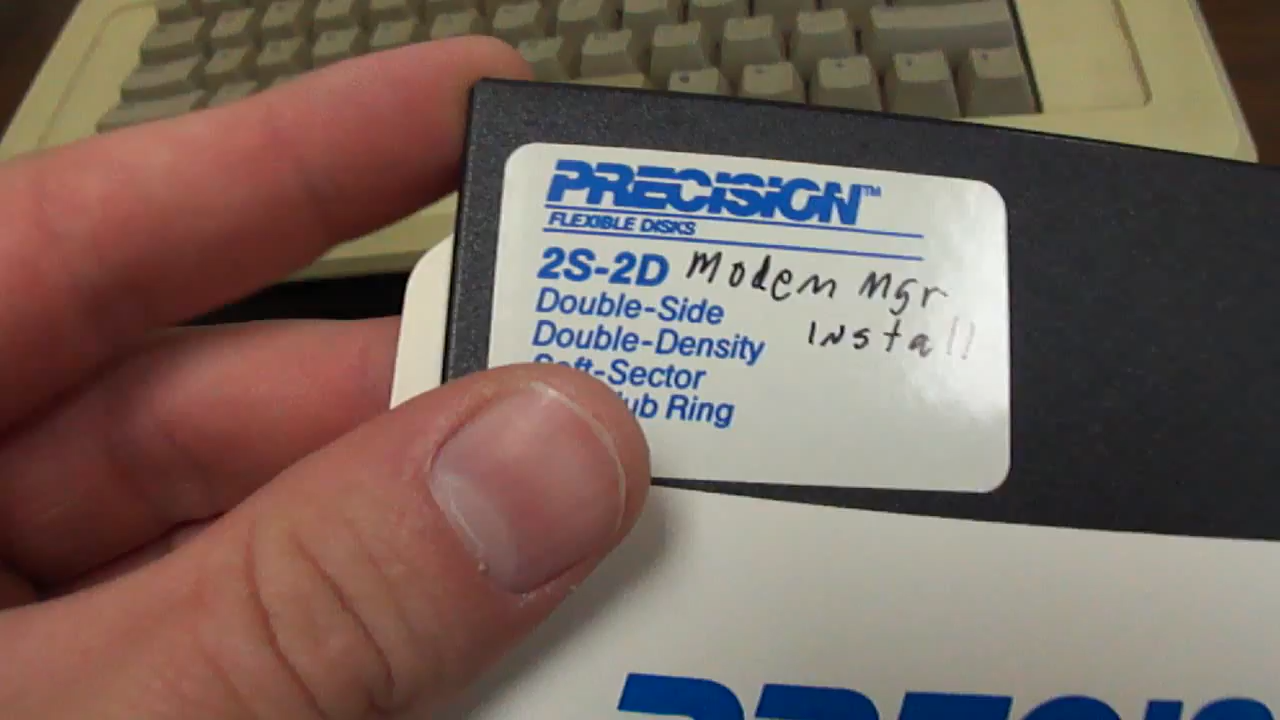 PRECISION™
FLEXIBLE DISKS
2S-2D Modem Mgr
Install
Double-Side
Double-Density
Soft-Sector
Hub Ring